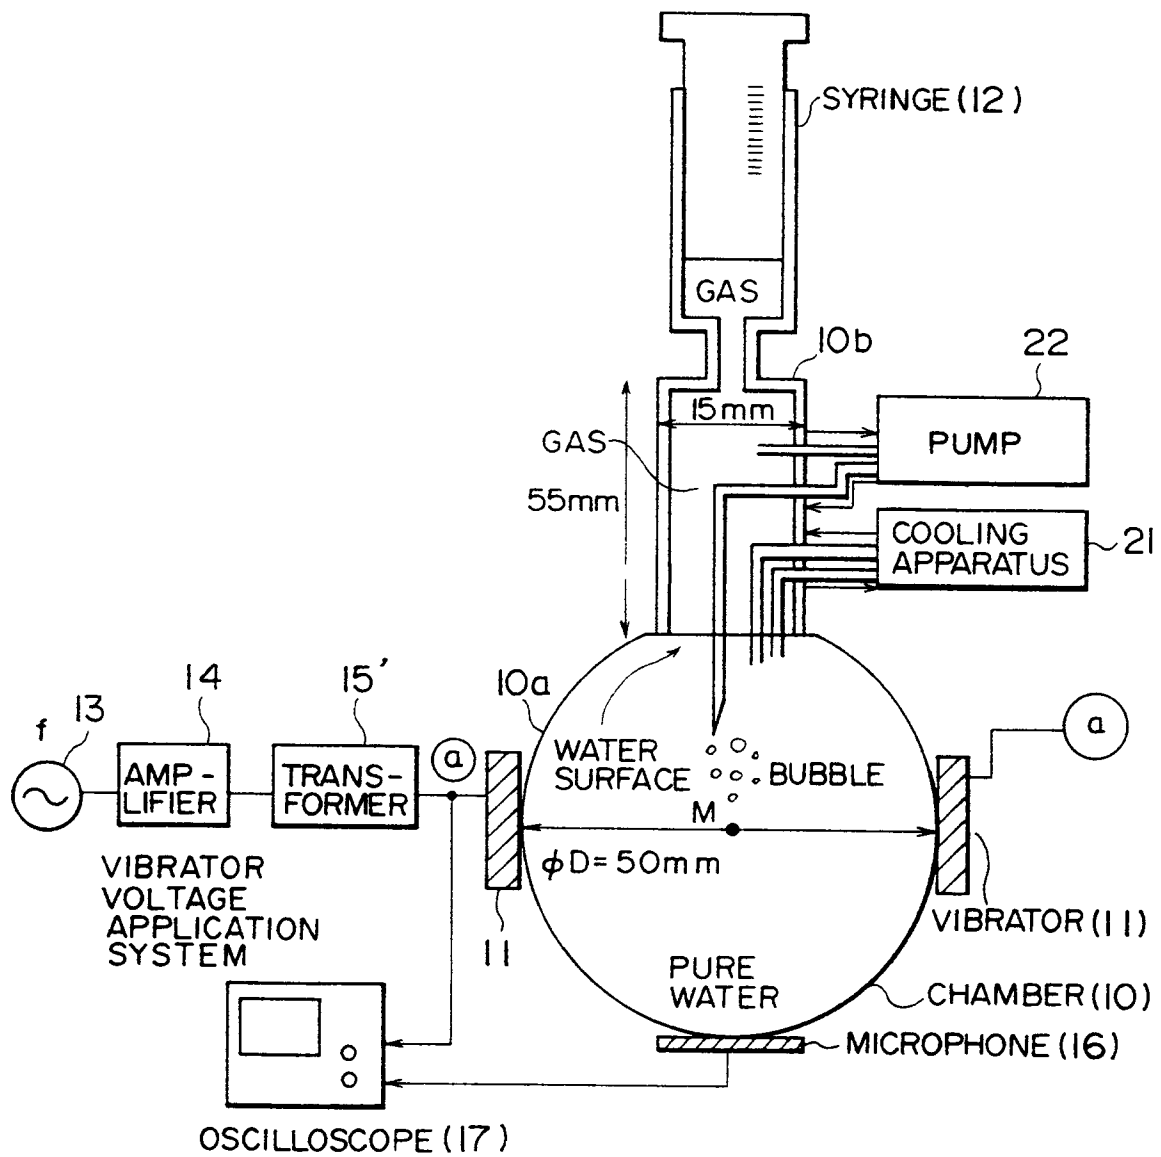 SYRINGE(12)
GAS
10b
22
15mm
PUMP
GAS
55mm
COOLING
APPARATUS
21
14
15'
10a
f
13
a
a
AMP-
LIFIER
TRANS-
FORMER
WATER
SURFACE
BUBBLE
M
φD=50mm
VIBRATOR
VOLTAGE
APPLICATION
SYSTEM
11
VIBRATOR(11)
PURE
WATER
CHAMBER(10)
MICROPHONE(16)
OSCILLOSCOPE(17)